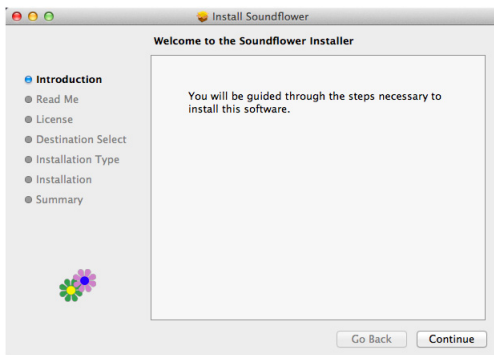 Install Soundflower
Welcome to the Soundflower Installer
Introduction
Read Me
License
Destination Select
Installation Type
Installation
Summary
You will be guided through the steps necessary to
install this software.
Go Back
Continue